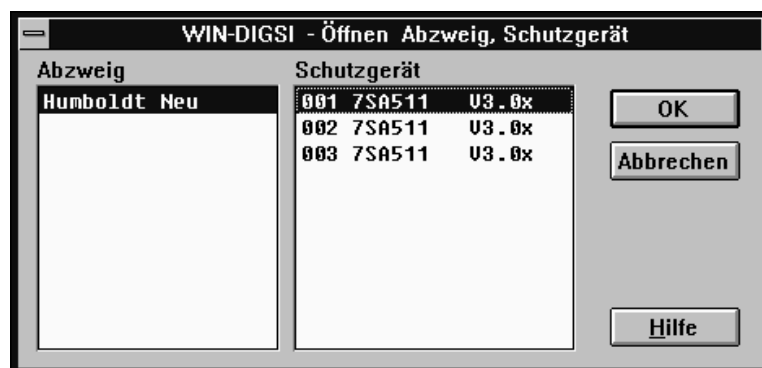 WIN-DIGSI - Öffnen Abzweig, Schutzgerät
Abzweig
Humboldt Neu
Schutzgerät
001 7SA511 V3.0x
002 7SA511 V3.0x
003 7SA511 V3.0x
OK
Abbrechen
Hilfe